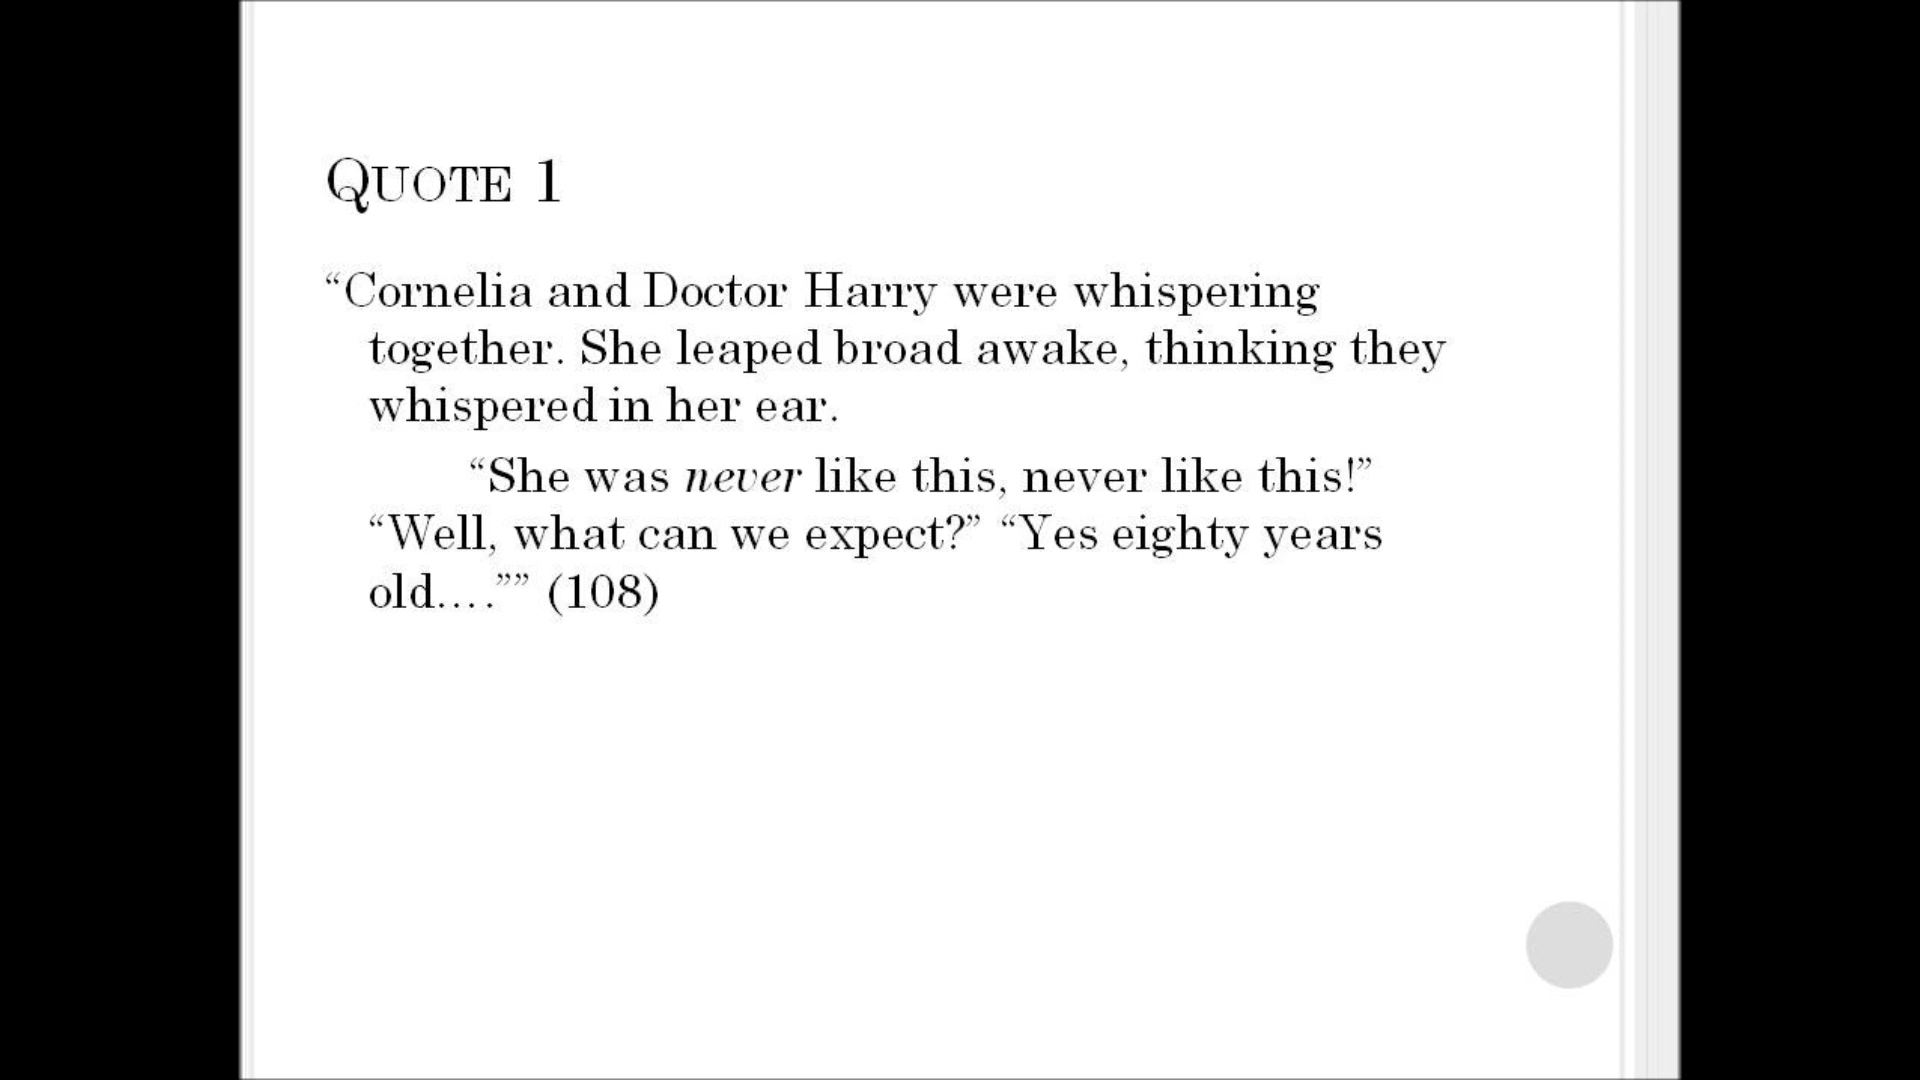 QUOTE 1
“Cornelia and Doctor Harry were whispering
together. She leaped broad awake, thinking they
whispered in her ear.
“She was never like this, never like this!”
“Well, what can we expect?” “Yes eighty years
old….”” (108)